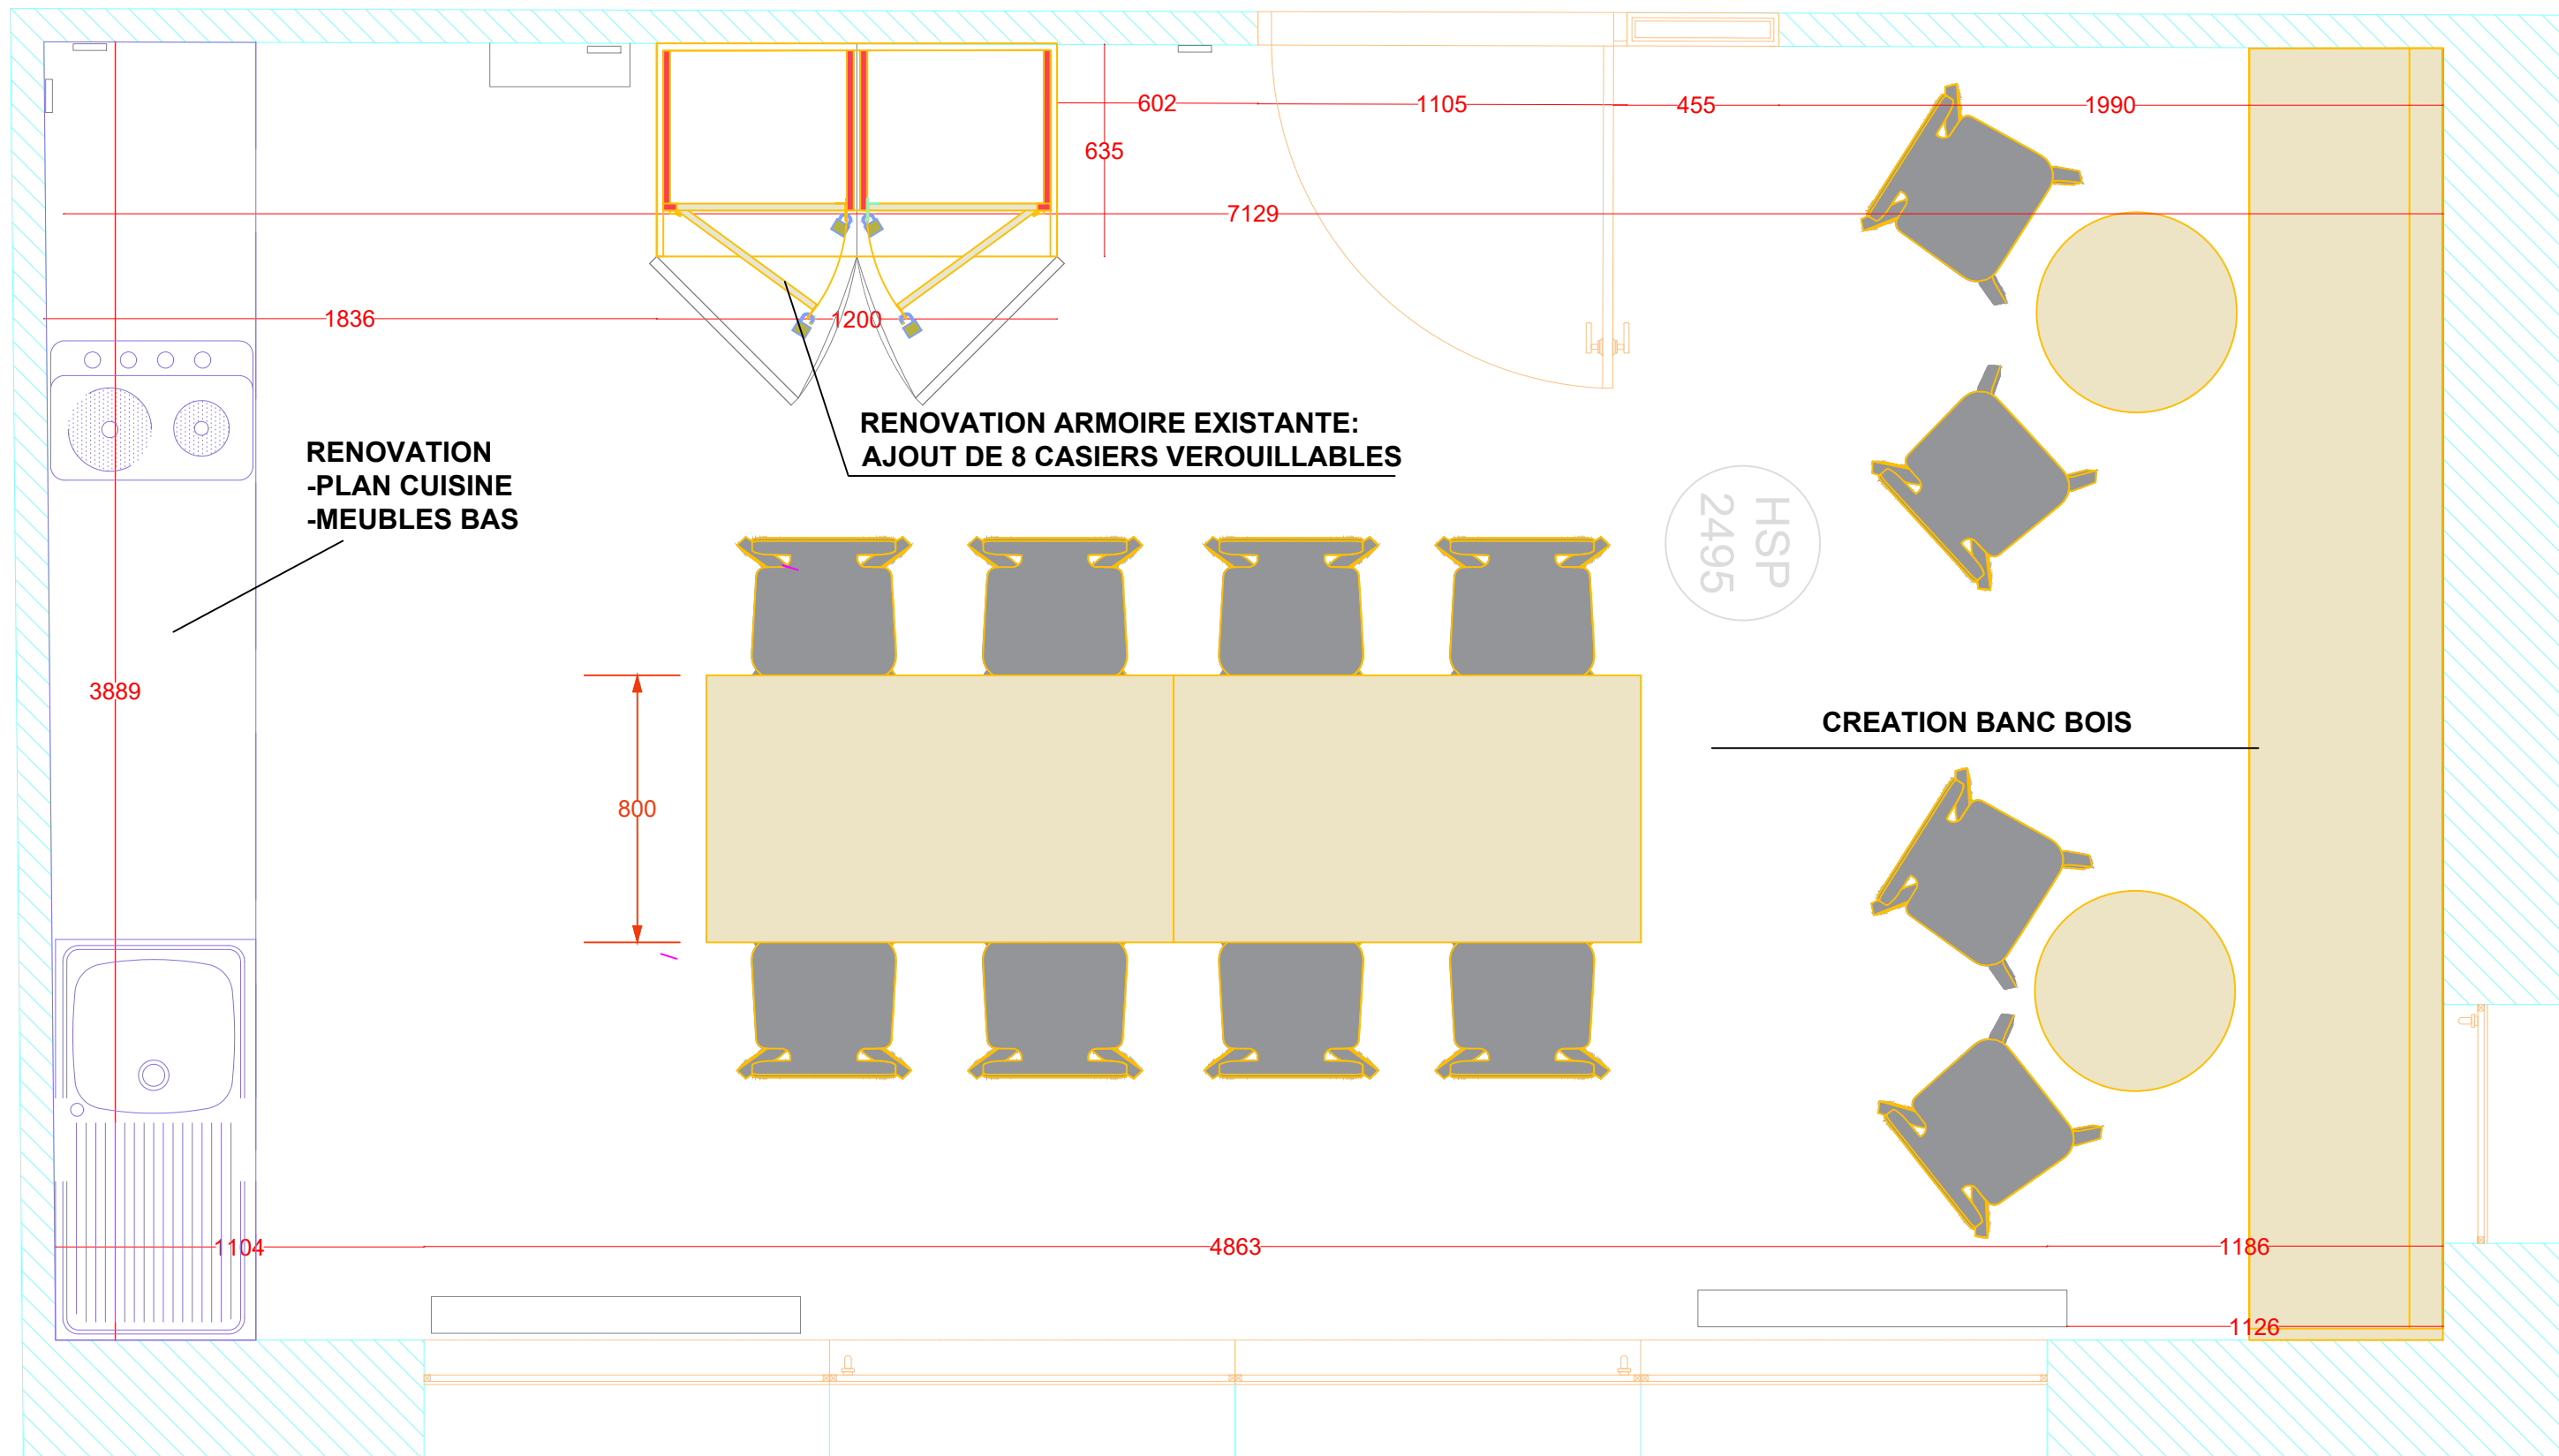 602
1105
455
1990
635
7129
1836
1200
RENOVATION ARMOIRE EXISTANTE:
AJOUT DE 8 CASIERS VEROUILLABLES
RENOVATION
-PLAN CUISINE
-MEUBLES BAS
HSP
2495
3889
CREATION BANC BOIS
800
1104
4863
1186
1126